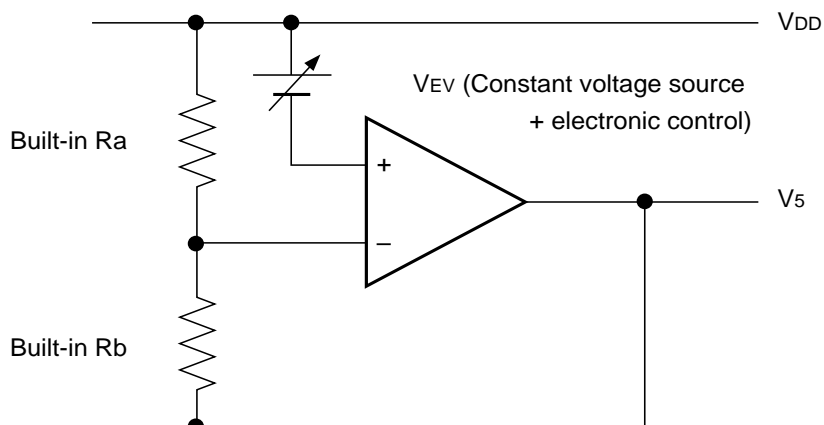 VDD
VEV (Constant voltage source
+ electronic control)
Built-in Ra
+
V5
−
Built-in Rb